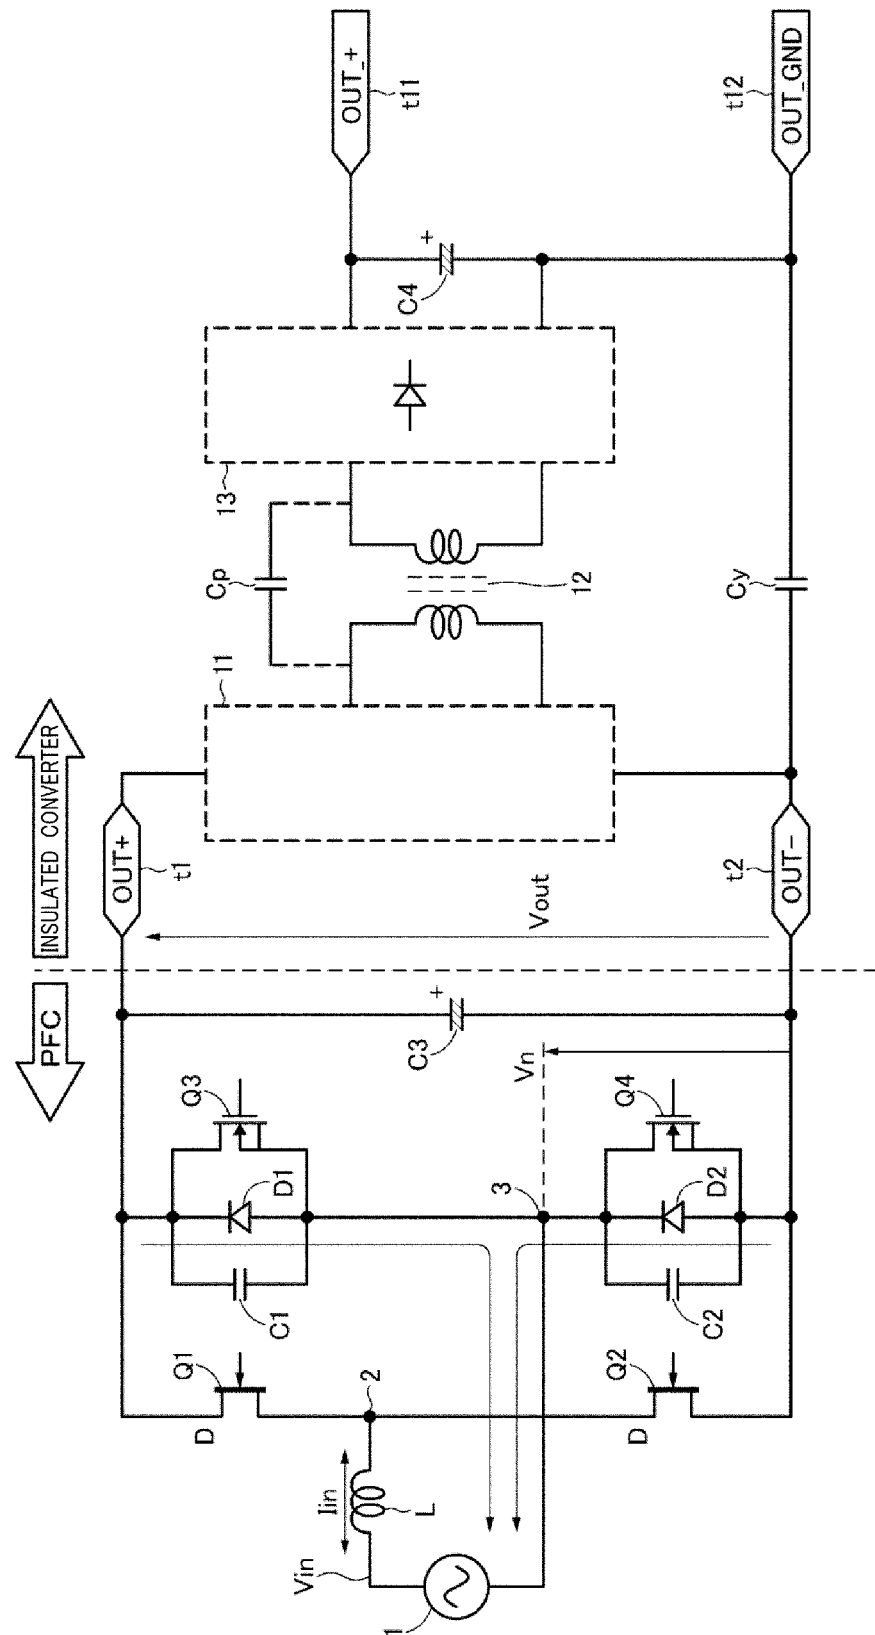 PFC
INSULATED CONVERTER
OUT+
t1
11
Cp
13
OUT_+
t11
C4
+
12
Cy
OUT_GND
t12
OUT−
t2
Vout
C3
+
Vn
Q3
D1
C1
Q1
D
3
Q4
D2
C2
Q2
D
2
Iin
L
Vin
1